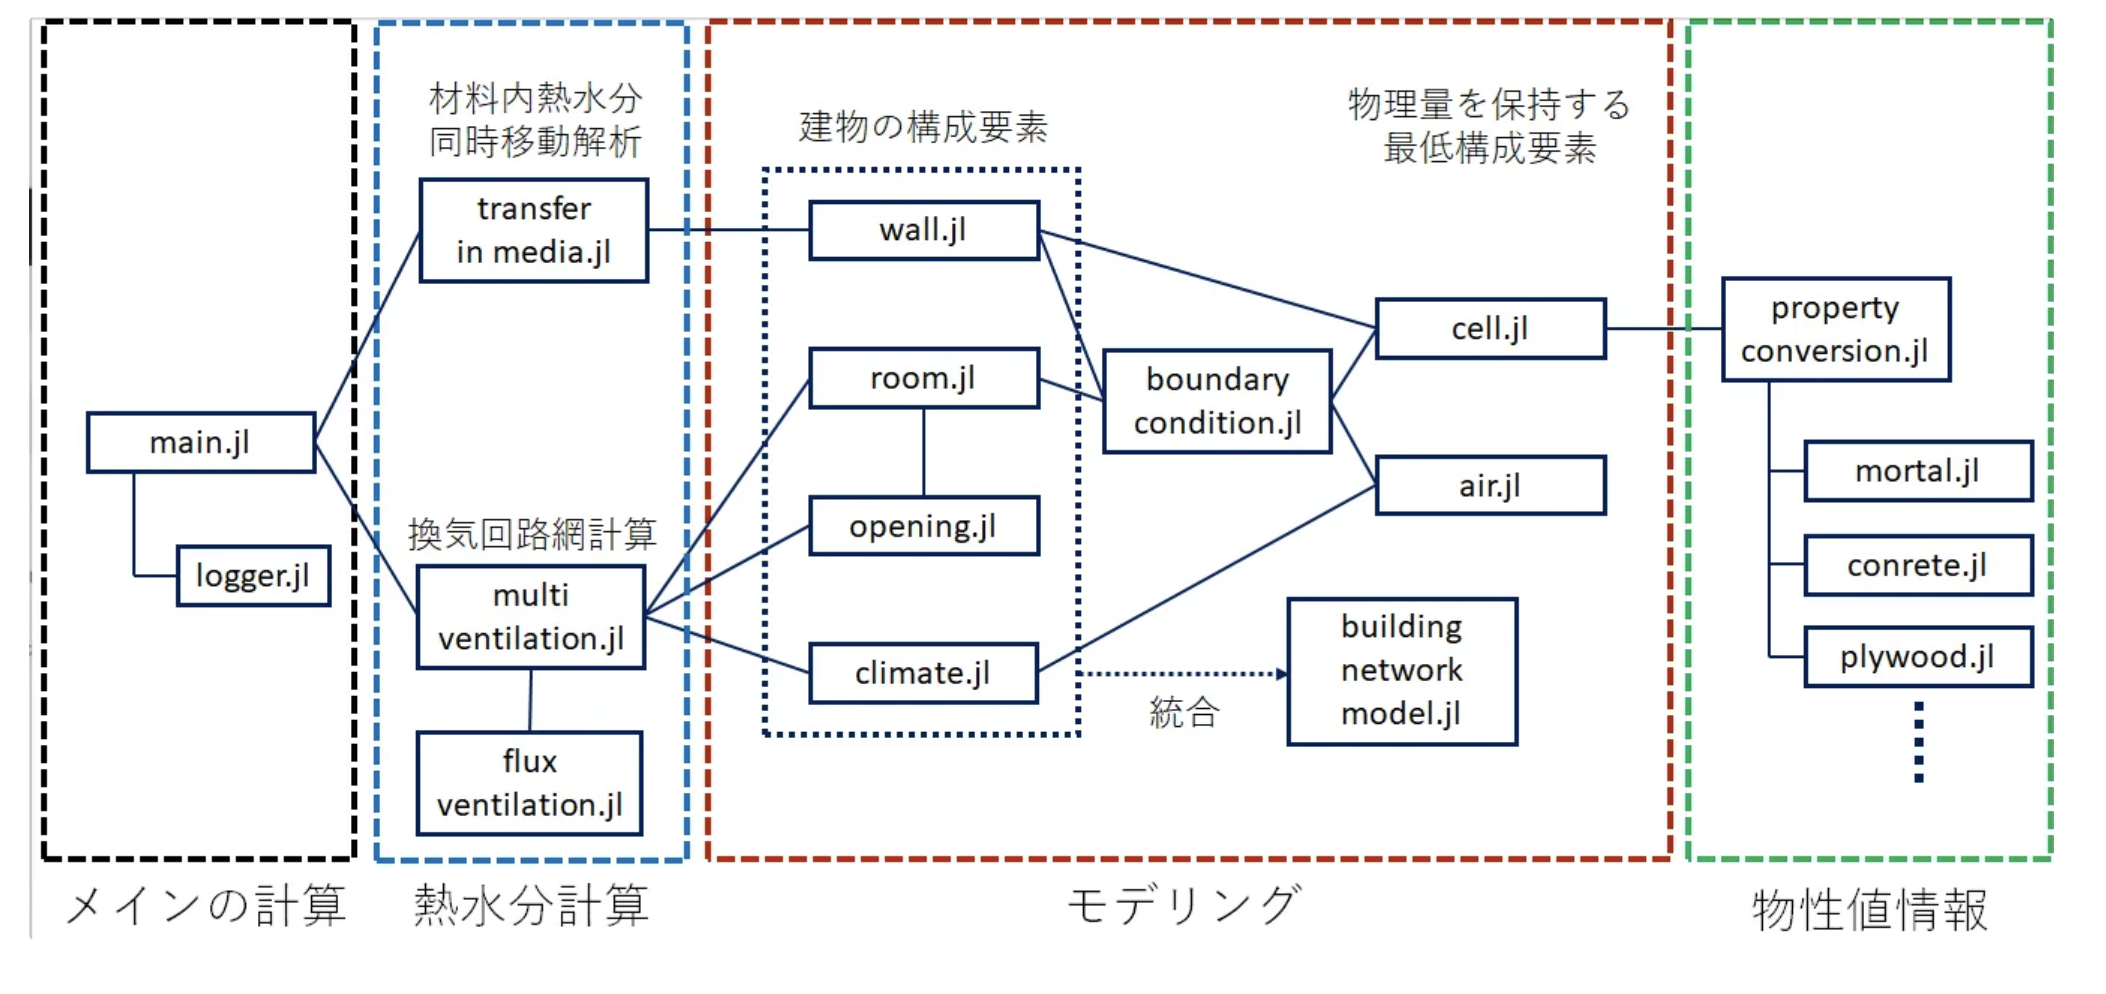 材料内熱水分
同時移動解析
建物の構成要素
物理量を保持する
最低構成要素
transfer
in media.jl
wall.jl
cell.jl
property
conversion.jl
room.jl
boundary
condition.jl
main.jl
mortal.jl
air.jl
opening.jl
換気回路網計算
logger.jl
conrete.jl
multi
ventilation.jl
building
network
model.jl
climate.jl
plywood.jl
統合
flux
ventilation.jl
メインの計算
熱水分計算
モデリング
物性値情報